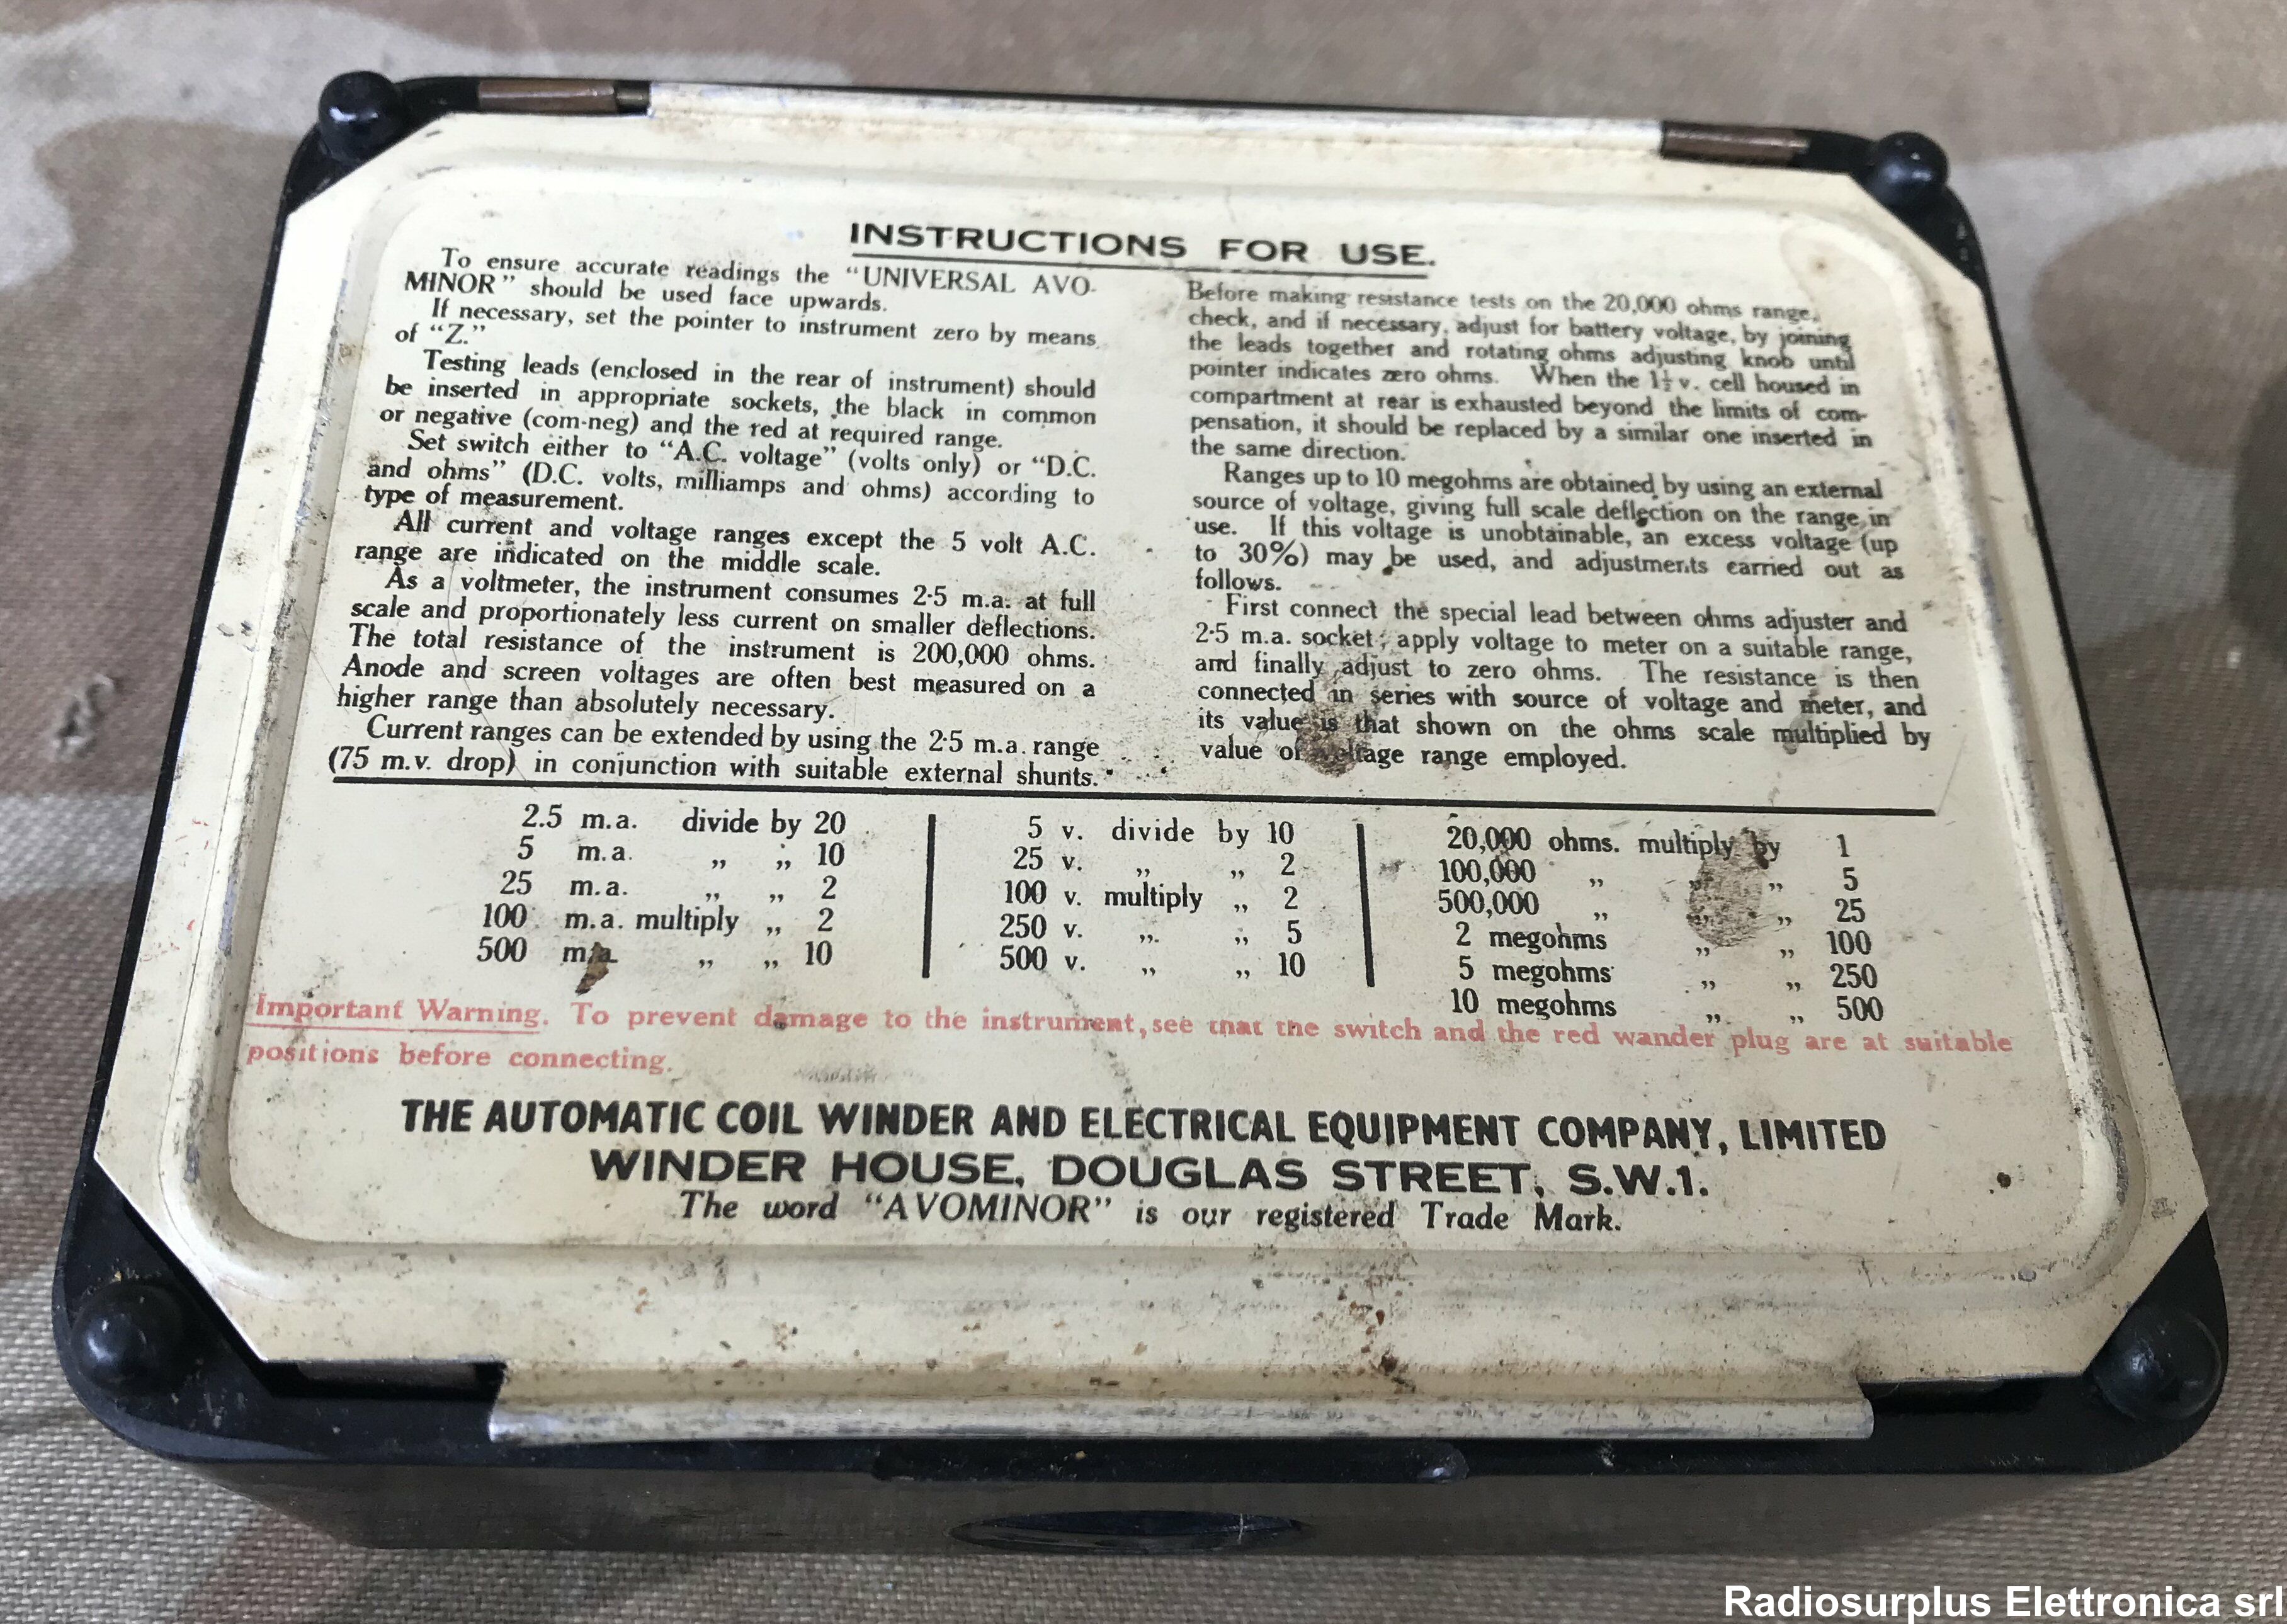 INSTRUCTIONS FOR USE.
To ensure accurate readings the "UNIVERSAL AVO-
MINOR" should be used face upwards.
If necessary, set the pointer to instrument zero by means
of "Z."
Testing leads (enclosed in the rear of instrument) should
be inserted in appropriate sockets, the black in common
or negative (com-neg) and the red at required range.
Set switch either to "A.C. voltage" (volts only) or "D.C.
and ohms" (D.C. volts, milliamps and ohms) according to
type of measurement.
All current and voltage ranges except the 5 volt A.C.
range are indicated on the middle scale.
As a voltmeter, the instrument consumes 2·5 m.a. at full
scale and proportionately less current on smaller deflections.
The total resistance of the instrument is 200,000 ohms.
Anode and screen voltages are often best measured on a
higher range than absolutely necessary.
Current ranges can be extended by using the 2·5 m.a. range
(75 m.v. drop) in conjunction with suitable external shunts.
Before making resistance tests on the 20,000 ohms range,
check, and if necessary, adjust for battery voltage, by joining
the leads together and rotating ohms adjusting knob until
pointer indicates zero ohms. When the 1½ v. cell housed in
compartment at rear is exhausted beyond the limits of com-
pensation, it should be replaced by a similar one inserted in
the same direction.
Ranges up to 10 megohms are obtained by using an external
source of voltage, giving full scale deflection on the range in
use. If this voltage is unobtainable, an excess voltage (up
to 30%) may be used, and adjustments carried out as
follows.
First connect the special lead between ohms adjuster and
2·5 m.a. socket; apply voltage to meter on a suitable range,
and finally adjust to zero ohms. The resistance is then
connected in series with source of voltage and meter, and
its value is that shown on the ohms scale multiplied by
value of voltage range employed.
2.5 m.a. divide by 20
5 m.a. „ „ 10
25 m.a. „ „ 2
100 m.a. multiply „ 2
500 m.a. „ „ 10
5 v. divide by 10
25 v. „ „ 2
100 v. multiply „ 2
250 v. „ „ 5
500 v. „ „ 10
20,000 ohms. multiply by 1
100,000 „ „ „ 5
500,000 „ „ „ 25
2 megohms „ „ 100
5 megohms „ „ 250
10 megohms „ „ 500
Important Warning. To prevent damage to the instrument, see that the switch and the red wander plug are at suitable
positions before connecting.
THE AUTOMATIC COIL WINDER AND ELECTRICAL EQUIPMENT COMPANY, LIMITED
WINDER HOUSE, DOUGLAS STREET, S.W.1.
The word "AVOMINOR" is our registered Trade Mark.
Radiosurplus Elettronica srl